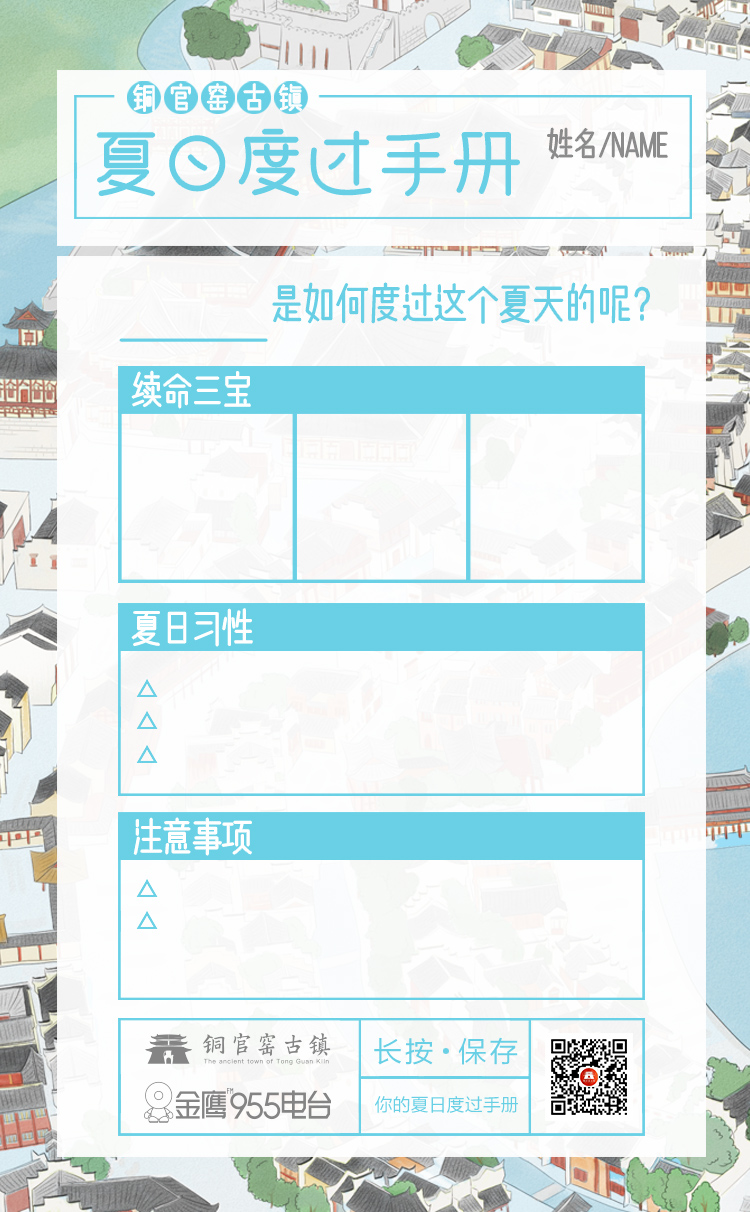 铜官窑古镇
夏日度过手册
姓名/NAME
是如何度过这个夏天的呢?
续命三宝
夏日习性
△
△
△
注意事项
△
△
铜官窑古镇
The ancient town of Tong Guan Kiln
金鹰955电台
FM
长按·保存
你的夏日度过手册